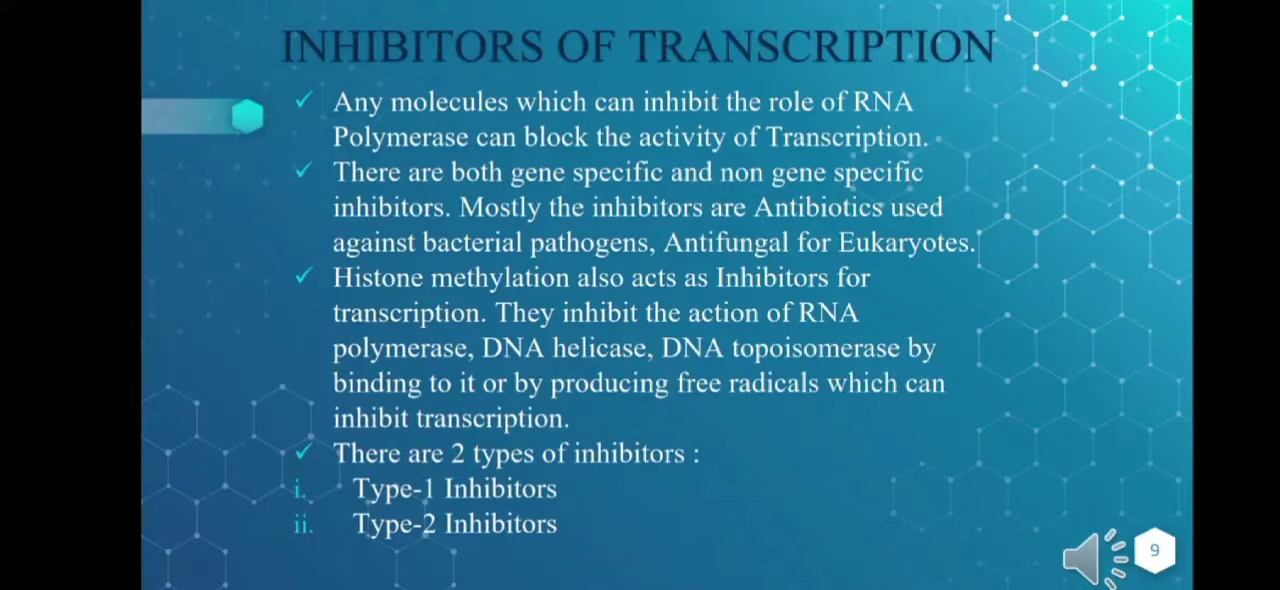 INHIBITORS OF TRANSCRIPTION
✓ Any molecules which can inhibit the role of RNA
Polymerase can block the activity of Transcription.
✓ There are both gene specific and non gene specific
inhibitors. Mostly the inhibitors are Antibiotics used
against bacterial pathogens, Antifungal for Eukaryotes.
✓ Histone methylation also acts as Inhibitors for
transcription. They inhibit the action of RNA
polymerase, DNA helicase, DNA topoisomerase by
binding to it or by producing free radicals which can
inhibit transcription.
✓ There are 2 types of inhibitors :
i. Type-1 Inhibitors
ii. Type-2 Inhibitors
9